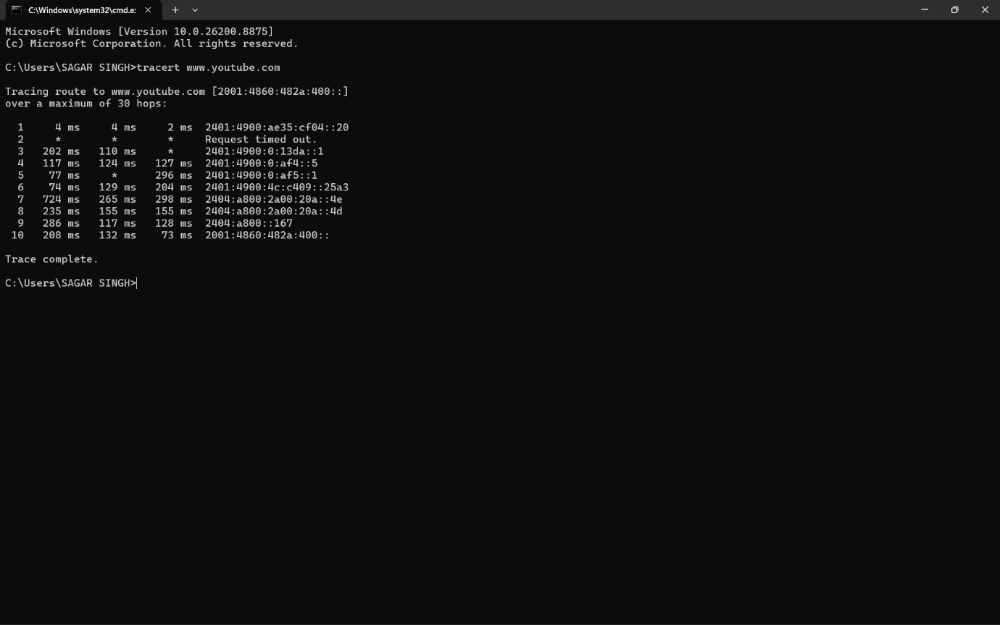 C:\Windows\system32\cmd.e:
Microsoft Windows [Version 10.0.26200.8875]
(c) Microsoft Corporation. All rights reserved.
C:\Users\SAGAR SINGH>tracert www.youtube.com
Tracing route to www.youtube.com [2001:4860:482a:400::]
over a maximum of 30 hops:
  1     4 ms     4 ms     2 ms  2401:4900:ae35:cf04::20
  2     *        *        *     Request timed out.
  3   202 ms   110 ms     *     2401:4900:0:13da::1
  4   117 ms   124 ms   127 ms  2401:4900:0:af4::5
  5    77 ms     *      296 ms  2401:4900:0:af5::1
  6    74 ms   129 ms   204 ms  2401:4900:4c:c409::25a3
  7   724 ms   265 ms   298 ms  2404:a800:2a00:20a::4e
  8   235 ms   155 ms   155 ms  2404:a800:2a00:20a::4d
  9   286 ms   117 ms   128 ms  2404:a800::167
 10   208 ms   132 ms    73 ms  2001:4860:482a:400::
Trace complete.
C:\Users\SAGAR SINGH>